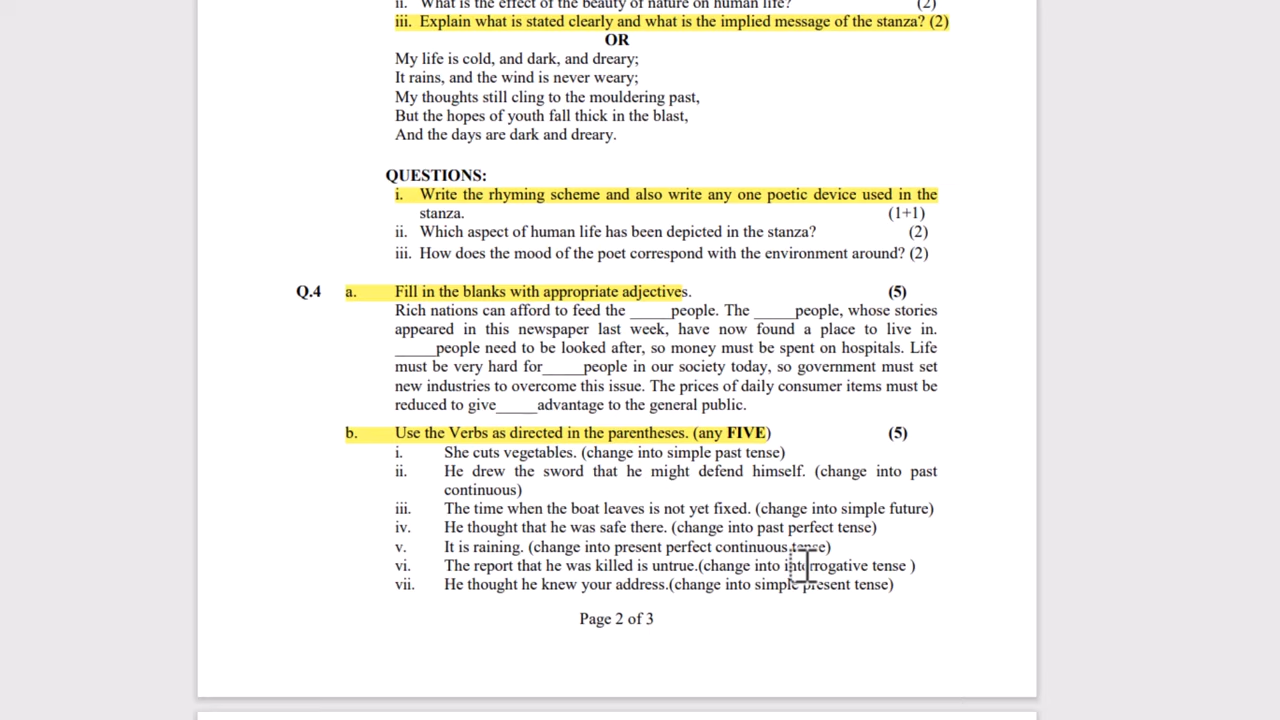 ii. What is the effect of the beauty of nature on human life? (2)
iii. Explain what is stated clearly and what is the implied message of the stanza? (2)
OR
My life is cold, and dark, and dreary;
It rains, and the wind is never weary;
My thoughts still cling to the mouldering past,
But the hopes of youth fall thick in the blast,
And the days are dark and dreary.
QUESTIONS:
i. Write the rhyming scheme and also write any one poetic device used in the
stanza. (1+1)
ii. Which aspect of human life has been depicted in the stanza? (2)
iii. How does the mood of the poet correspond with the environment around? (2)
Q.4 a. Fill in the blanks with appropriate adjectives. (5)
Rich nations can afford to feed the _____people. The _____people, whose stories
appeared in this newspaper last week, have now found a place to live in.
_____people need to be looked after, so money must be spent on hospitals. Life
must be very hard for_____people in our society today, so government must set
new industries to overcome this issue. The prices of daily consumer items must be
reduced to give_____advantage to the general public.
b. Use the Verbs as directed in the parentheses. (any FIVE) (5)
i. She cuts vegetables. (change into simple past tense)
ii. He drew the sword that he might defend himself. (change into past
continuous)
iii. The time when the boat leaves is not yet fixed. (change into simple future)
iv. He thought that he was safe there. (change into past perfect tense)
v. It is raining. (change into present perfect continuous tense)
vi. The report that he was killed is untrue.(change into interrogative tense )
vii. He thought he knew your address.(change into simple present tense)
Page 2 of 3